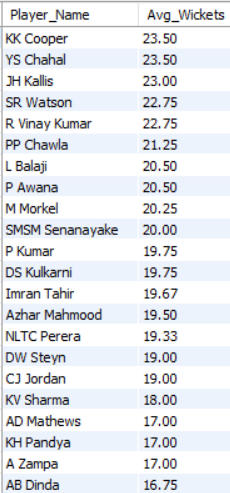 Player_Name Avg_Wickets
KK Cooper 23.50
YS Chahal 23.50
JH Kallis 23.00
SR Watson 22.75
R Vinay Kumar 22.75
PP Chawla 21.25
L Balaji 20.50
P Awana 20.50
M Morkel 20.25
SMSM Senanayake 20.00
P Kumar 19.75
DS Kulkarni 19.75
Imran Tahir 19.67
Azhar Mahmood 19.50
NLTC Perera 19.33
DW Steyn 19.00
CJ Jordan 19.00
KV Sharma 18.00
AD Mathews 17.00
KH Pandya 17.00
A Zampa 17.00
AB Dinda 16.75